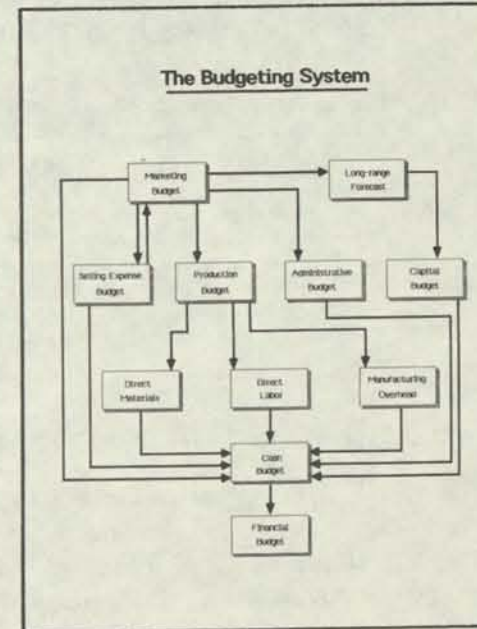 The Budgeting System
Marketing
Budget
Long-range
Forecast
Selling Expense
Budget
Production
Budget
Administrative
Budget
Capital
Budget
Direct
Materials
Direct
Labor
Manufacturing
Overhead
Cash
Budget
Financial
Budget